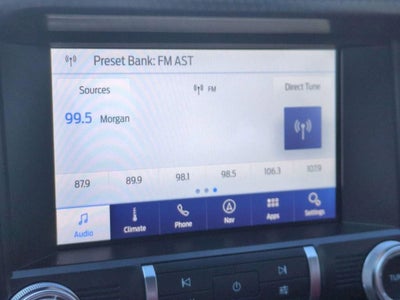 Preset Bank: FM AST
Sources
FM
Direct Tune
99.5 Morgan
87.9 89.9 98.1 98.5 106.3 107.9
Audio Climate Phone Nav Apps Settings